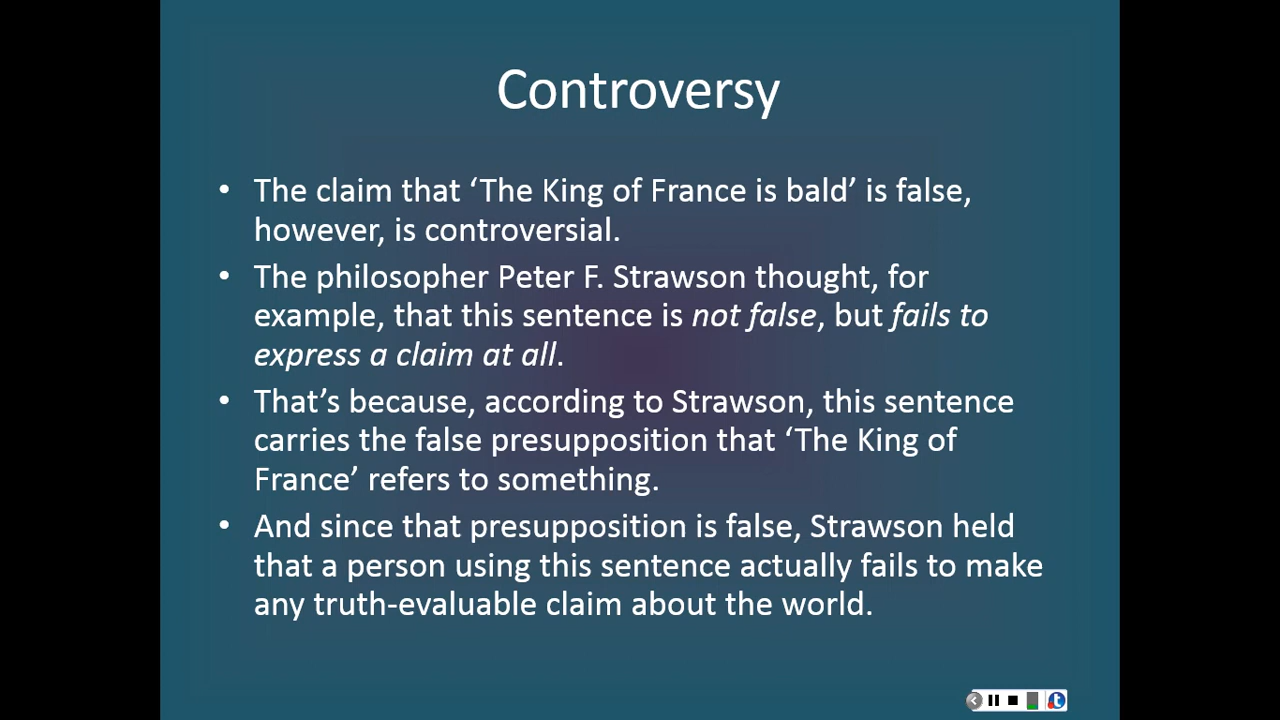 Controversy
• The claim that ‘The King of France is bald’ is false,
however, is controversial.
• The philosopher Peter F. Strawson thought, for
example, that this sentence is not false, but fails to
express a claim at all.
• That’s because, according to Strawson, this sentence
carries the false presupposition that ‘The King of
France’ refers to something.
• And since that presupposition is false, Strawson held
that a person using this sentence actually fails to make
any truth-evaluable claim about the world.
t